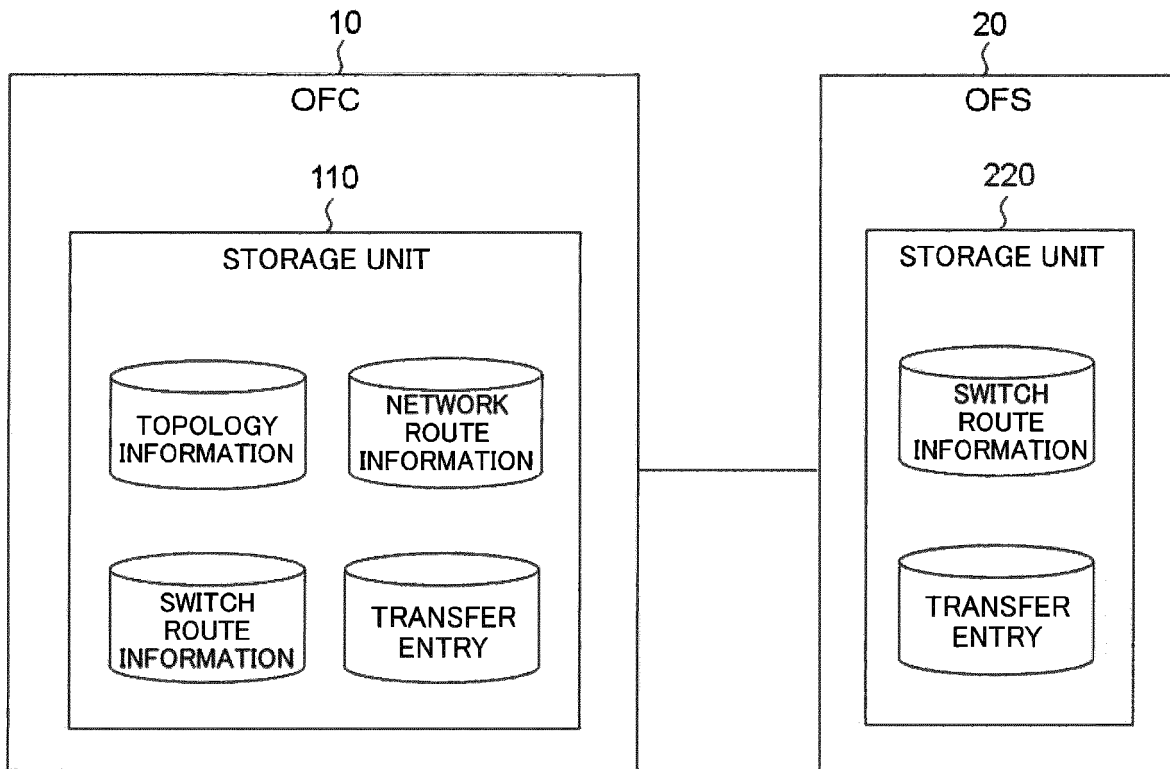 10
20
OFC
OFS
110
220
STORAGE UNIT
STORAGE UNIT
TOPOLOGY
INFORMATION
NETWORK
ROUTE
INFORMATION
SWITCH
ROUTE
INFORMATION
SWITCH
ROUTE
INFORMATION
TRANSFER
ENTRY
TRANSFER
ENTRY